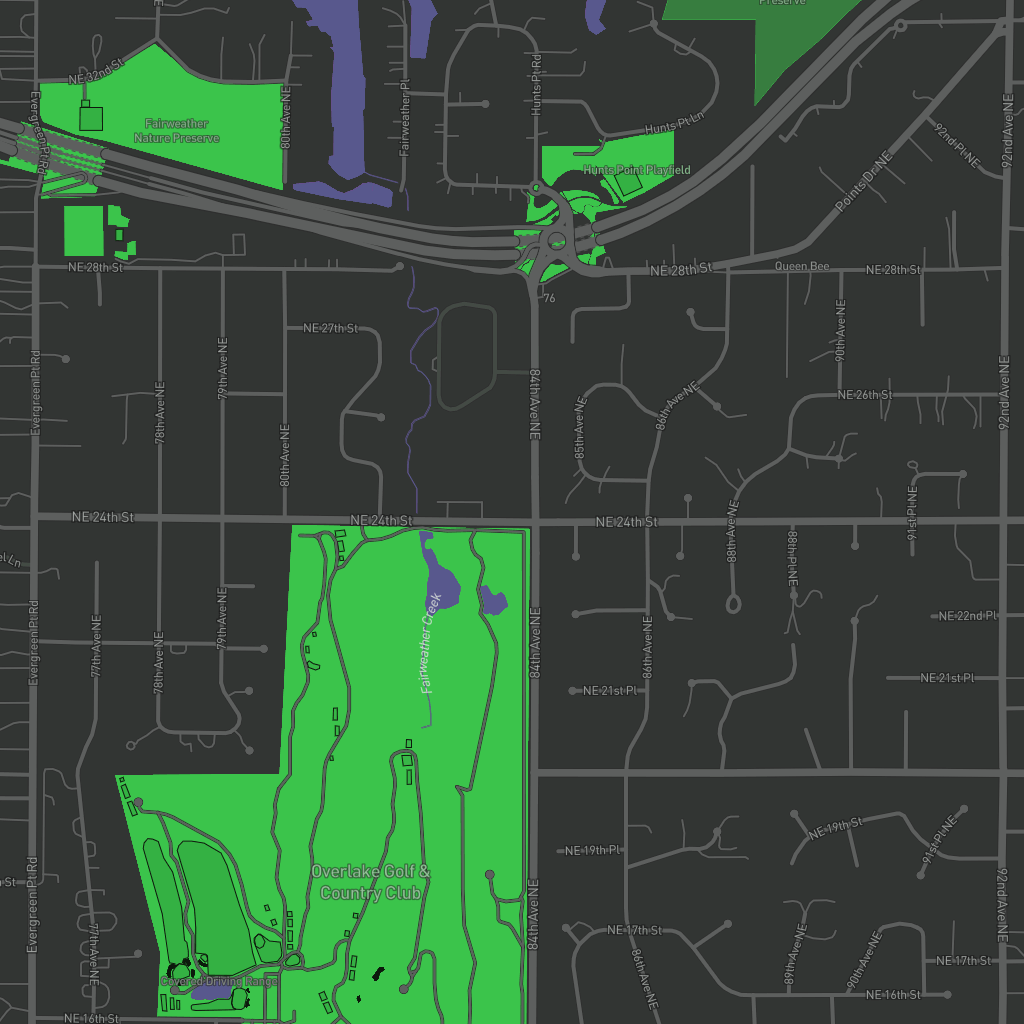 Preserve
NE 32nd St
Evergreen Pt Rd
Fairweather
Nature Preserve
80th Ave NE
Fairweather Pl
Hunts Pt Rd
Hunts Pt Ln
Hunts Point Playfield
92nd Ave NE
92nd Pl NE
Points Dr NE
NE 28th St
NE 28th St
Queen Bee
NE 28th St
76
NE 27th St
Evergreen Pt Rd
78th Ave NE
79th Ave NE
80th Ave NE
84th Ave NE
85th Ave NE
86th Ave NE
90th Ave NE
NE 26th St
92nd Ave NE
91st Pl NE
88th Ave NE
NE 24th St
NE 24th St
NE 24th St
88th Pl NE
Evergreen Pt Rd
77th Ave NE
78th Ave NE
79th Ave NE
Fairweather Creek
84th Ave NE
86th Ave NE
NE 22nd Pl
NE 21st Pl
NE 21st Pl
NE 19th St
NE 19th Pl
91st Pl NE
Overlake Golf &
Country Club
Evergreen Pt Rd
77th Ave NE
84th Ave NE
92nd Ave NE
NE 17th St
86th Ave NE
89th Ave NE
90th Ave NE
NE 17th St
Covered Driving Range
NE 16th St
NE 16th St